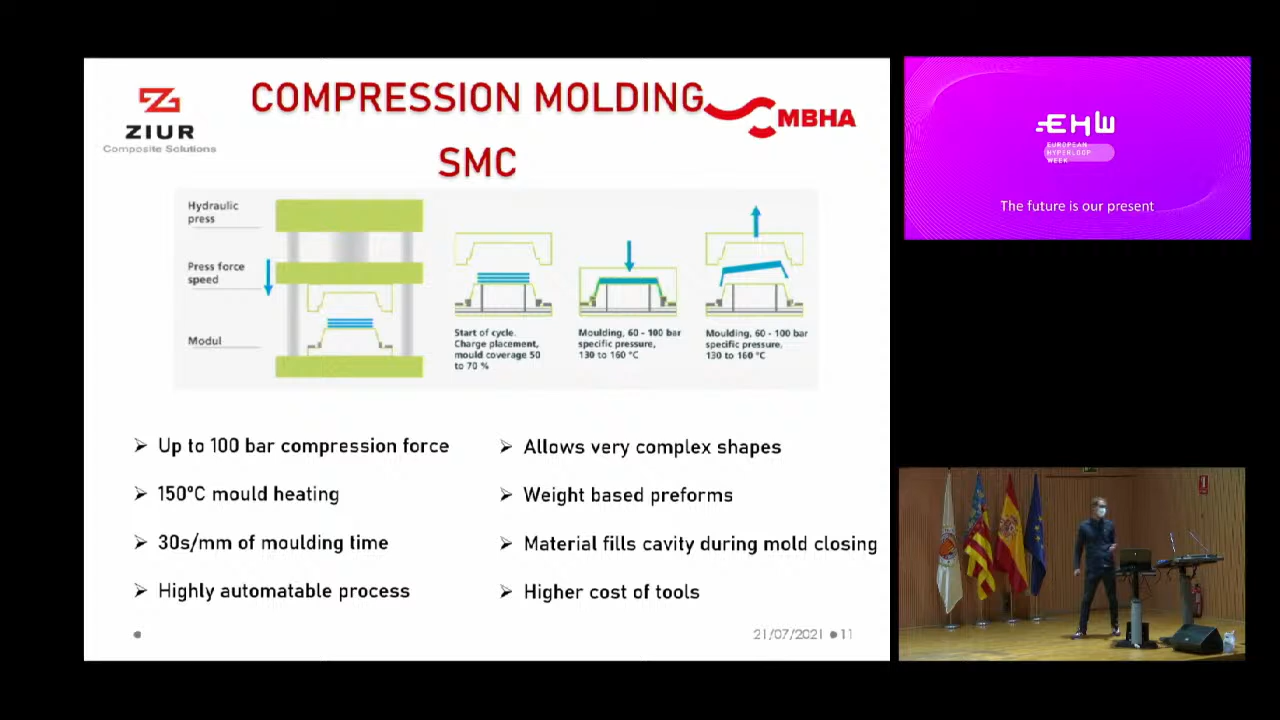 COMPRESSION MOLDING
SMC
ZIUR
Composite Solutions
MBHA
Hydraulic
press
Press force
speed
Modul
Start of cycle.
Charge placement,
mould coverage 50
to 70 %
Moulding, 60 - 100 bar
specific pressure,
130 to 160 °C
Moulding, 60 - 100 bar
specific pressure,
130 to 160 °C
Up to 100 bar compression force
150ºC mould heating
30s/mm of moulding time
Highly automatable process
Allows very complex shapes
Weight based preforms
Material fills cavity during mold closing
Higher cost of tools
21/07/2021 ● 11
EHW
EUROPEAN
HYPERLOOP
WEEK
The future is our present